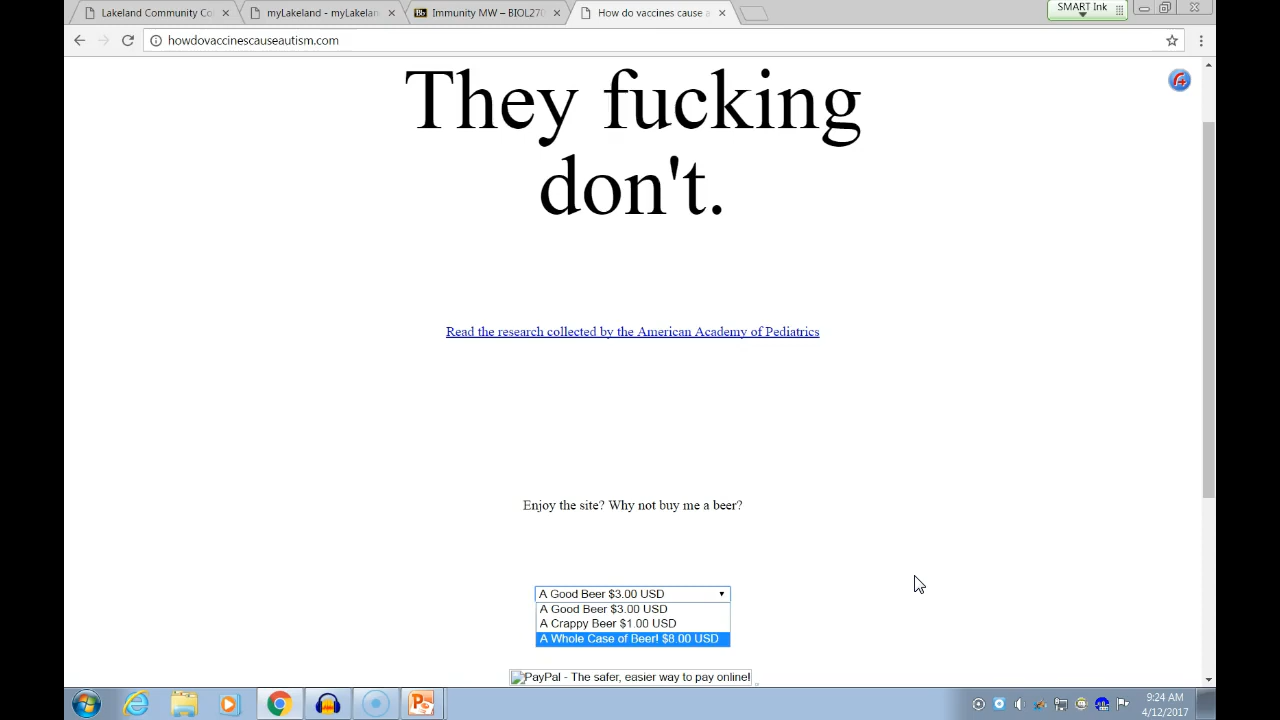 Lakeland Community Co
myLakeland - myLakelan
Bb Immunity MW – BIOL270
How do vaccines cause a
SMART Ink
howdovaccinescauseautism.com
They fucking
don't.
Read the research collected by the American Academy of Pediatrics
Enjoy the site? Why not buy me a beer?
A Good Beer $3.00 USD
A Good Beer $3.00 USD
A Crappy Beer $1.00 USD
A Whole Case of Beer! $8.00 USD
PayPal - The safer, easier way to pay online!
9:24 AM
4/12/2017